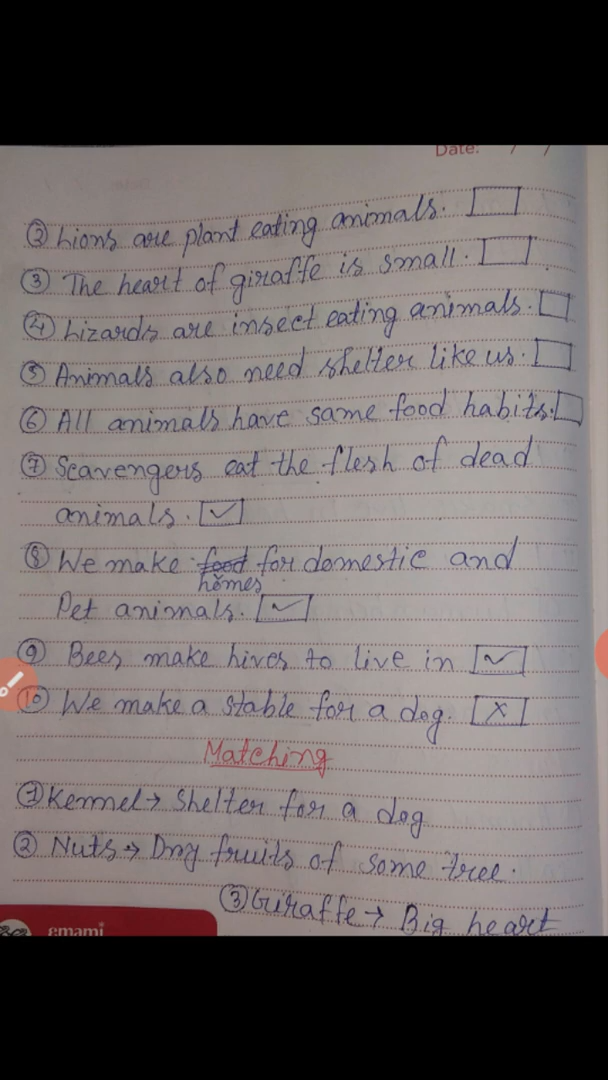 Date: / /
② Lions are plant eating animals.
③ The heart of giraffe is small.
④ Lizards are insect eating animals.
⑤ Animals also need shelter like us.
⑥ All animals have same food habits.
⑦ Scavengers eat the flesh of dead
animals. ✓
⑧ We make food for domestic and
homes
Pet animals. ✓
⑨ Bees make hives to live in ✓
⑩ We make a stable for a dog. X
Matching
① Kennel → Shelter for a dog
② Nuts → Dry fruits of some tree.
③ Giraffe → Big heart
emami